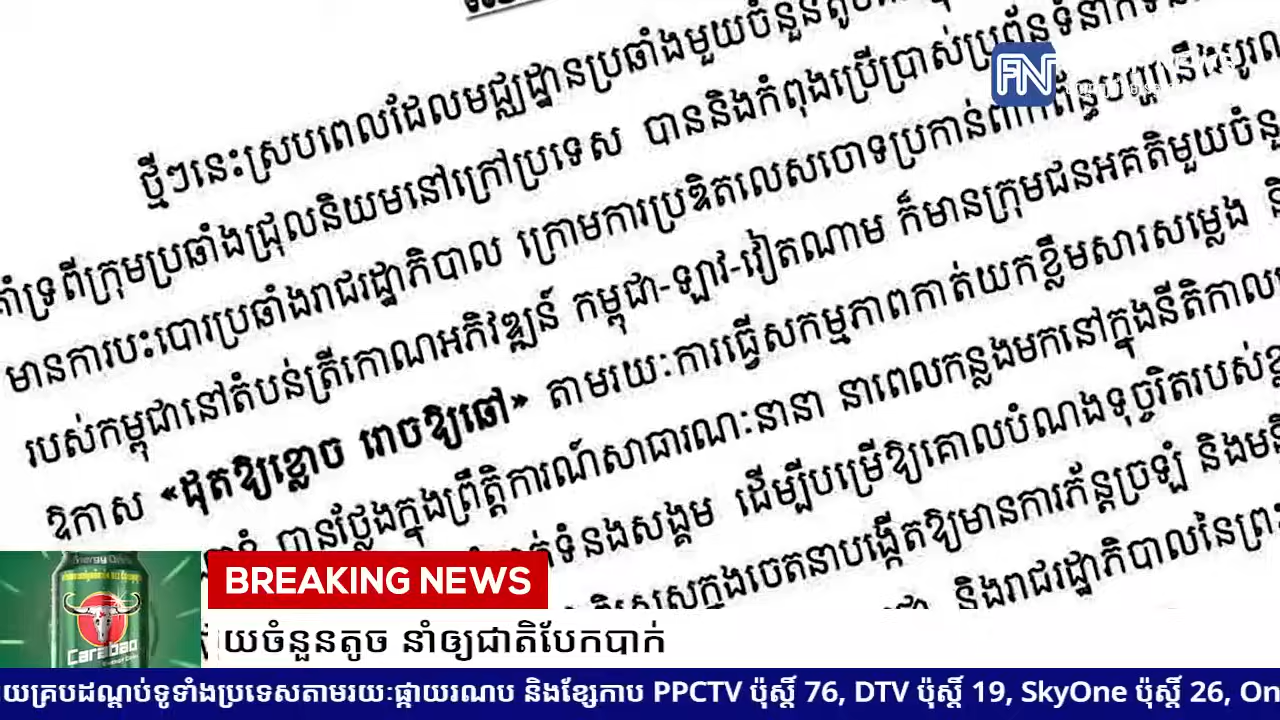 ថ្មីៗនេះស្របពេលដែលមជ្ឈដ្ឋានប្រឆាំងមួយចំនួនតូច
គាំទ្រពីក្រុមប្រឆាំងជ្រុលនិយមនៅក្រៅប្រទេស បាននិងកំពុងប្រើប្រាស់ប្រព័ន្ធ
មានការបះបោរប្រឆាំងរាជរដ្ឋាភិបាល ក្រោមការប្រឌិតលេសចោទប្រកាន់ពាក់ព័ន្ធបញ្ហា
របស់កម្ពុជានៅតំបន់ត្រីកោណអភិវឌ្ឍន៍ កម្ពុជា-ឡាវ-វៀតណាម ក៏មានក្រុមជនអគតិមួយចំនួន
ឱកាស «ដុតឱ្យខ្លោច រោចឱ្យឆៅ» តាមរយៈការធ្វើសកម្មភាពកាត់យកខ្លឹមសារសម្លេង
បានថ្លែងក្នុងព្រឹត្តិការណ៍សាធារណៈនានា នាពេលកន្លងមកនៅក្នុងនីតិកាល
ទំនងសង្គម ដើម្បីបម្រើឱ្យគោលបំណងទុច្ចរិតរបស់ខ្លួន
ក្នុងចេតនាបង្កើតឱ្យមានការភ័ន្តច្រឡំ និង
និងរាជរដ្ឋាភិបាលនៃព្រះ
FN NEWS
Energy Drink
Carabao
BREAKING NEWS
មួយចំនួនតូច នាំឲ្យជាតិបែកបាក់
យគ្របដណ្តប់ទូទាំងប្រទេសតាមរយៈផ្កាយរណប និងខ្សែកាប PPCTV ប៉ុស្តិ៍ 76, DTV ប៉ុស្តិ៍ 19, SkyOne ប៉ុស្តិ៍ 26, On